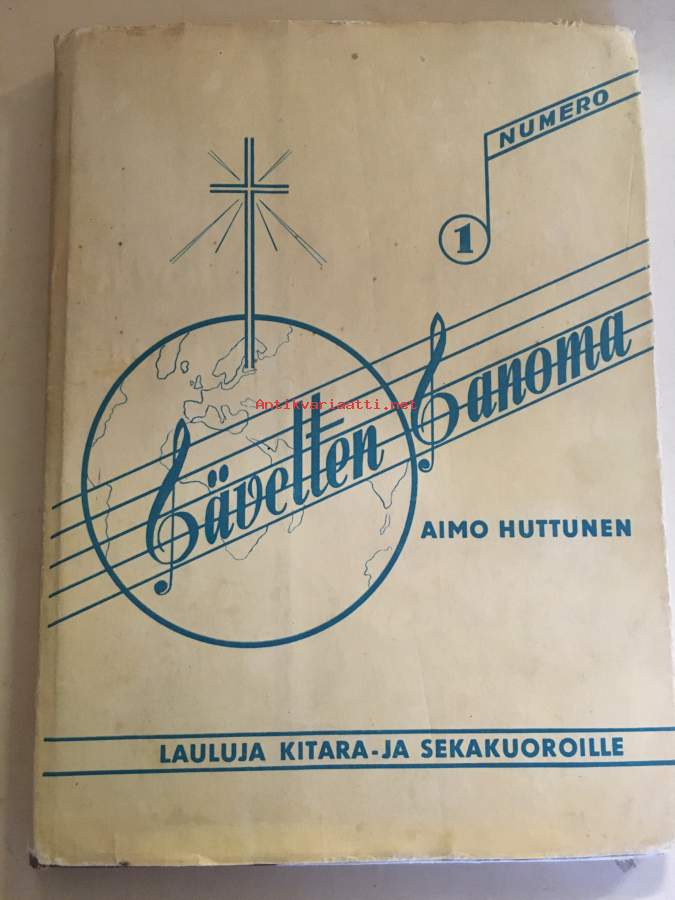 NUMERO
1
Sävelten Sanoma
Antikvariaatti.net
AIMO HUTTUNEN
LAULUJA KITARA-JA SEKAKUOROILLE